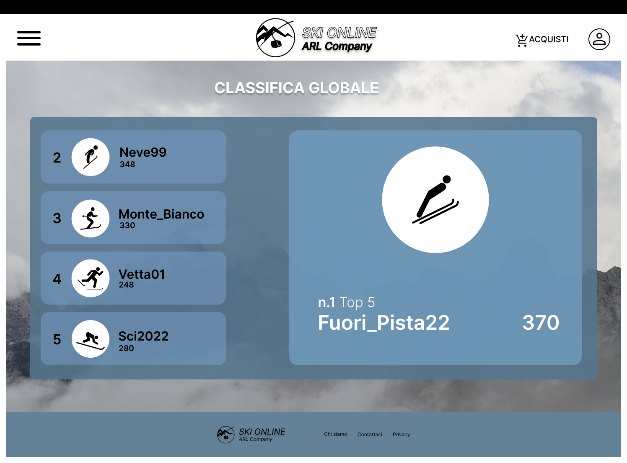 SKI ONLINE
ARL Company
ACQUISTI
CLASSIFICA GLOBALE
2
Neve99
348
3
Monte_Bianco
330
4
Vetta01
248
5
Sci2022
280
n.1 Top 5
Fuori_Pista22 370
SKI ONLINE
ARL Company
Chi siamo Contattaci Privacy